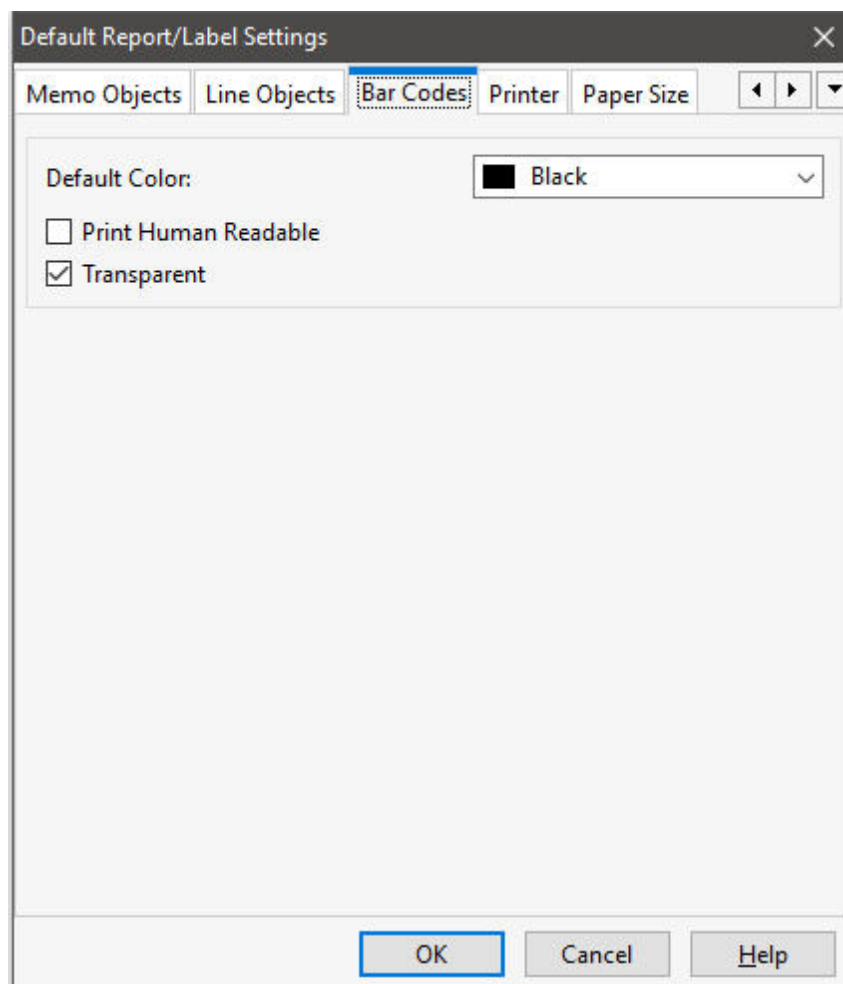 Default Report/Label Settings
Memo Objects Line Objects Bar Codes Printer Paper Size
Default Color: Black
Print Human Readable
Transparent
OK Cancel Help